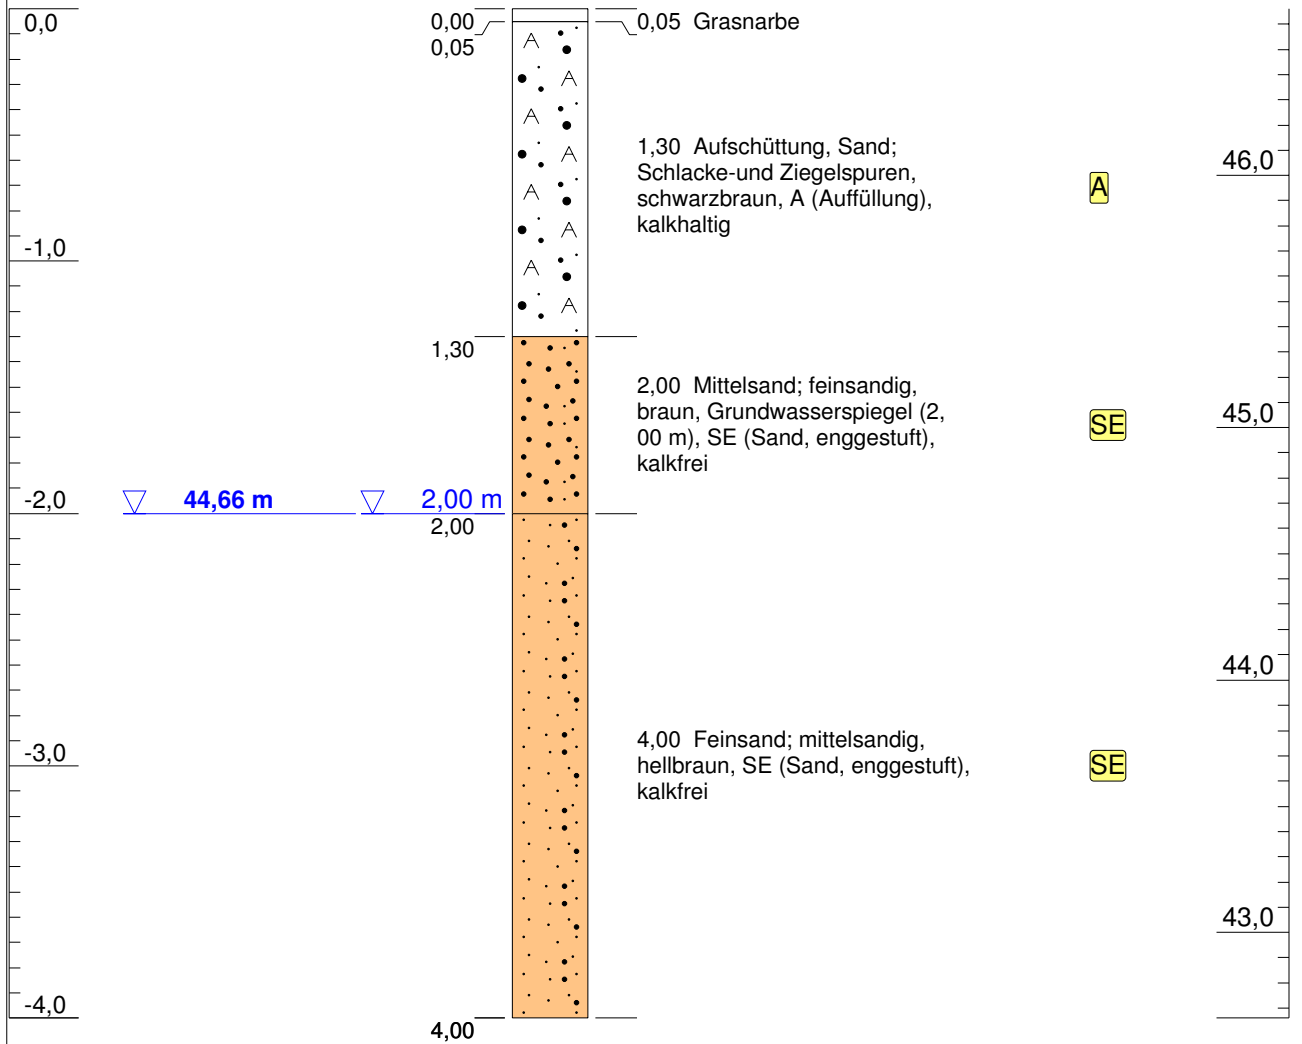 0,0
0,00
0,05
0,05 Grasnarbe
A
A
A
A
A
A
A
A
1,30 Aufschüttung, Sand;
Schlacke-und Ziegelspuren,
schwarzbraun, A (Auffüllung),
kalkhaltig
A
46,0
-1,0
1,30
2,00 Mittelsand; feinsandig,
braun, Grundwasserspiegel (2,
00 m), SE (Sand, enggestuft),
kalkfrei
SE
45,0
-2,0
44,66 m
2,00 m
2,00
44,0
-3,0
4,00 Feinsand; mittelsandig,
hellbraun, SE (Sand, enggestuft),
kalkfrei
SE
43,0
-4,0
4,00